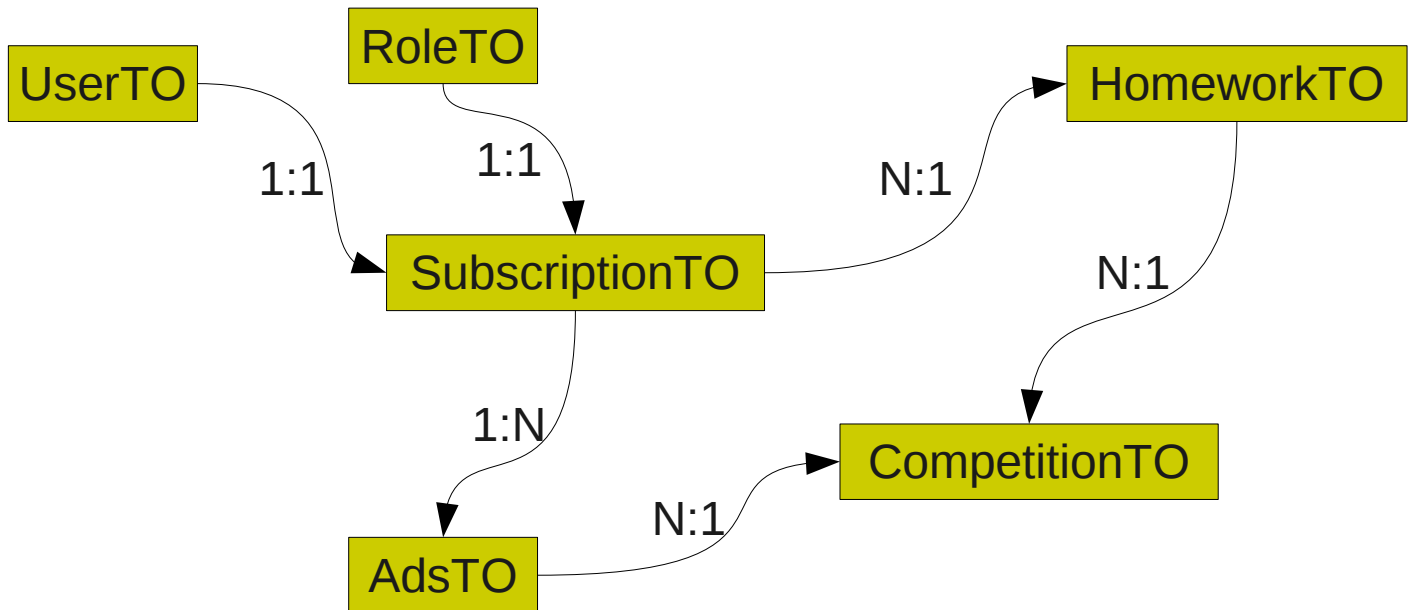 RoleTO
UserTO
HomeworkTO
1:1
1:1
N:1
SubscriptionTO
N:1
1:N
CompetitionTO
N:1
AdsTO